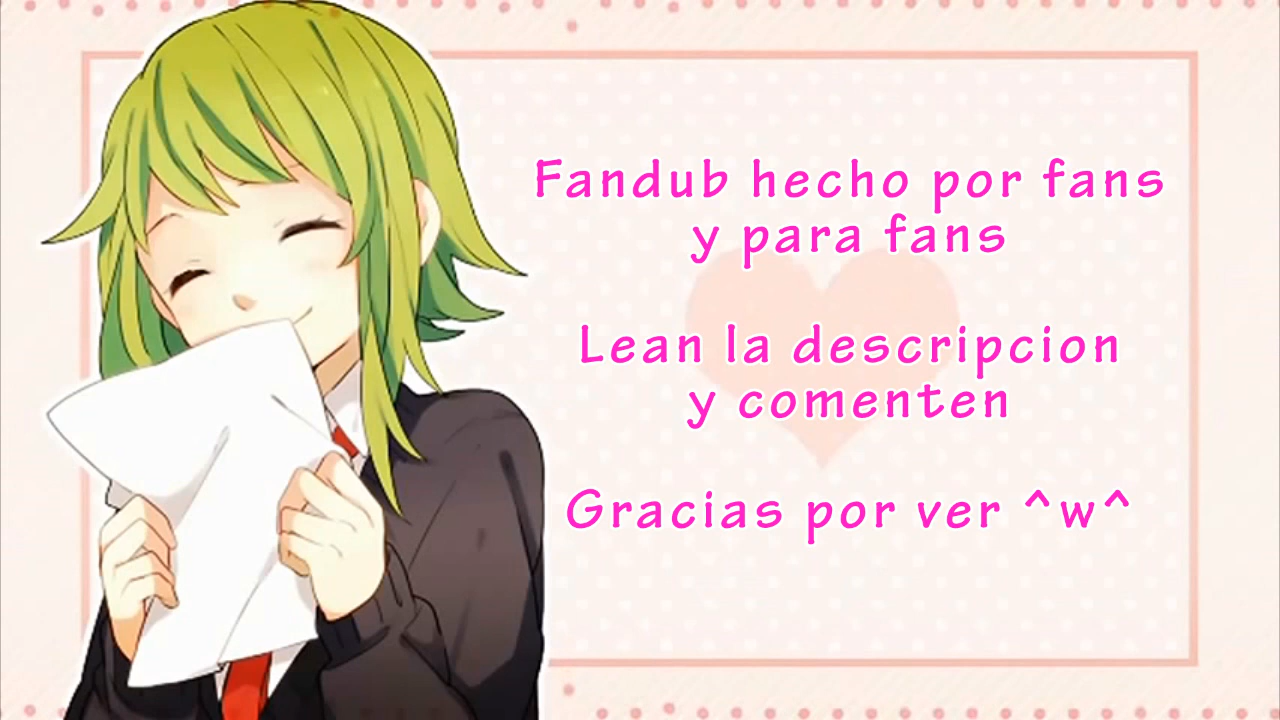 Fandub hecho por fans
y para fans
Lean la descripcion
y comenten
Gracias por ver ^w^